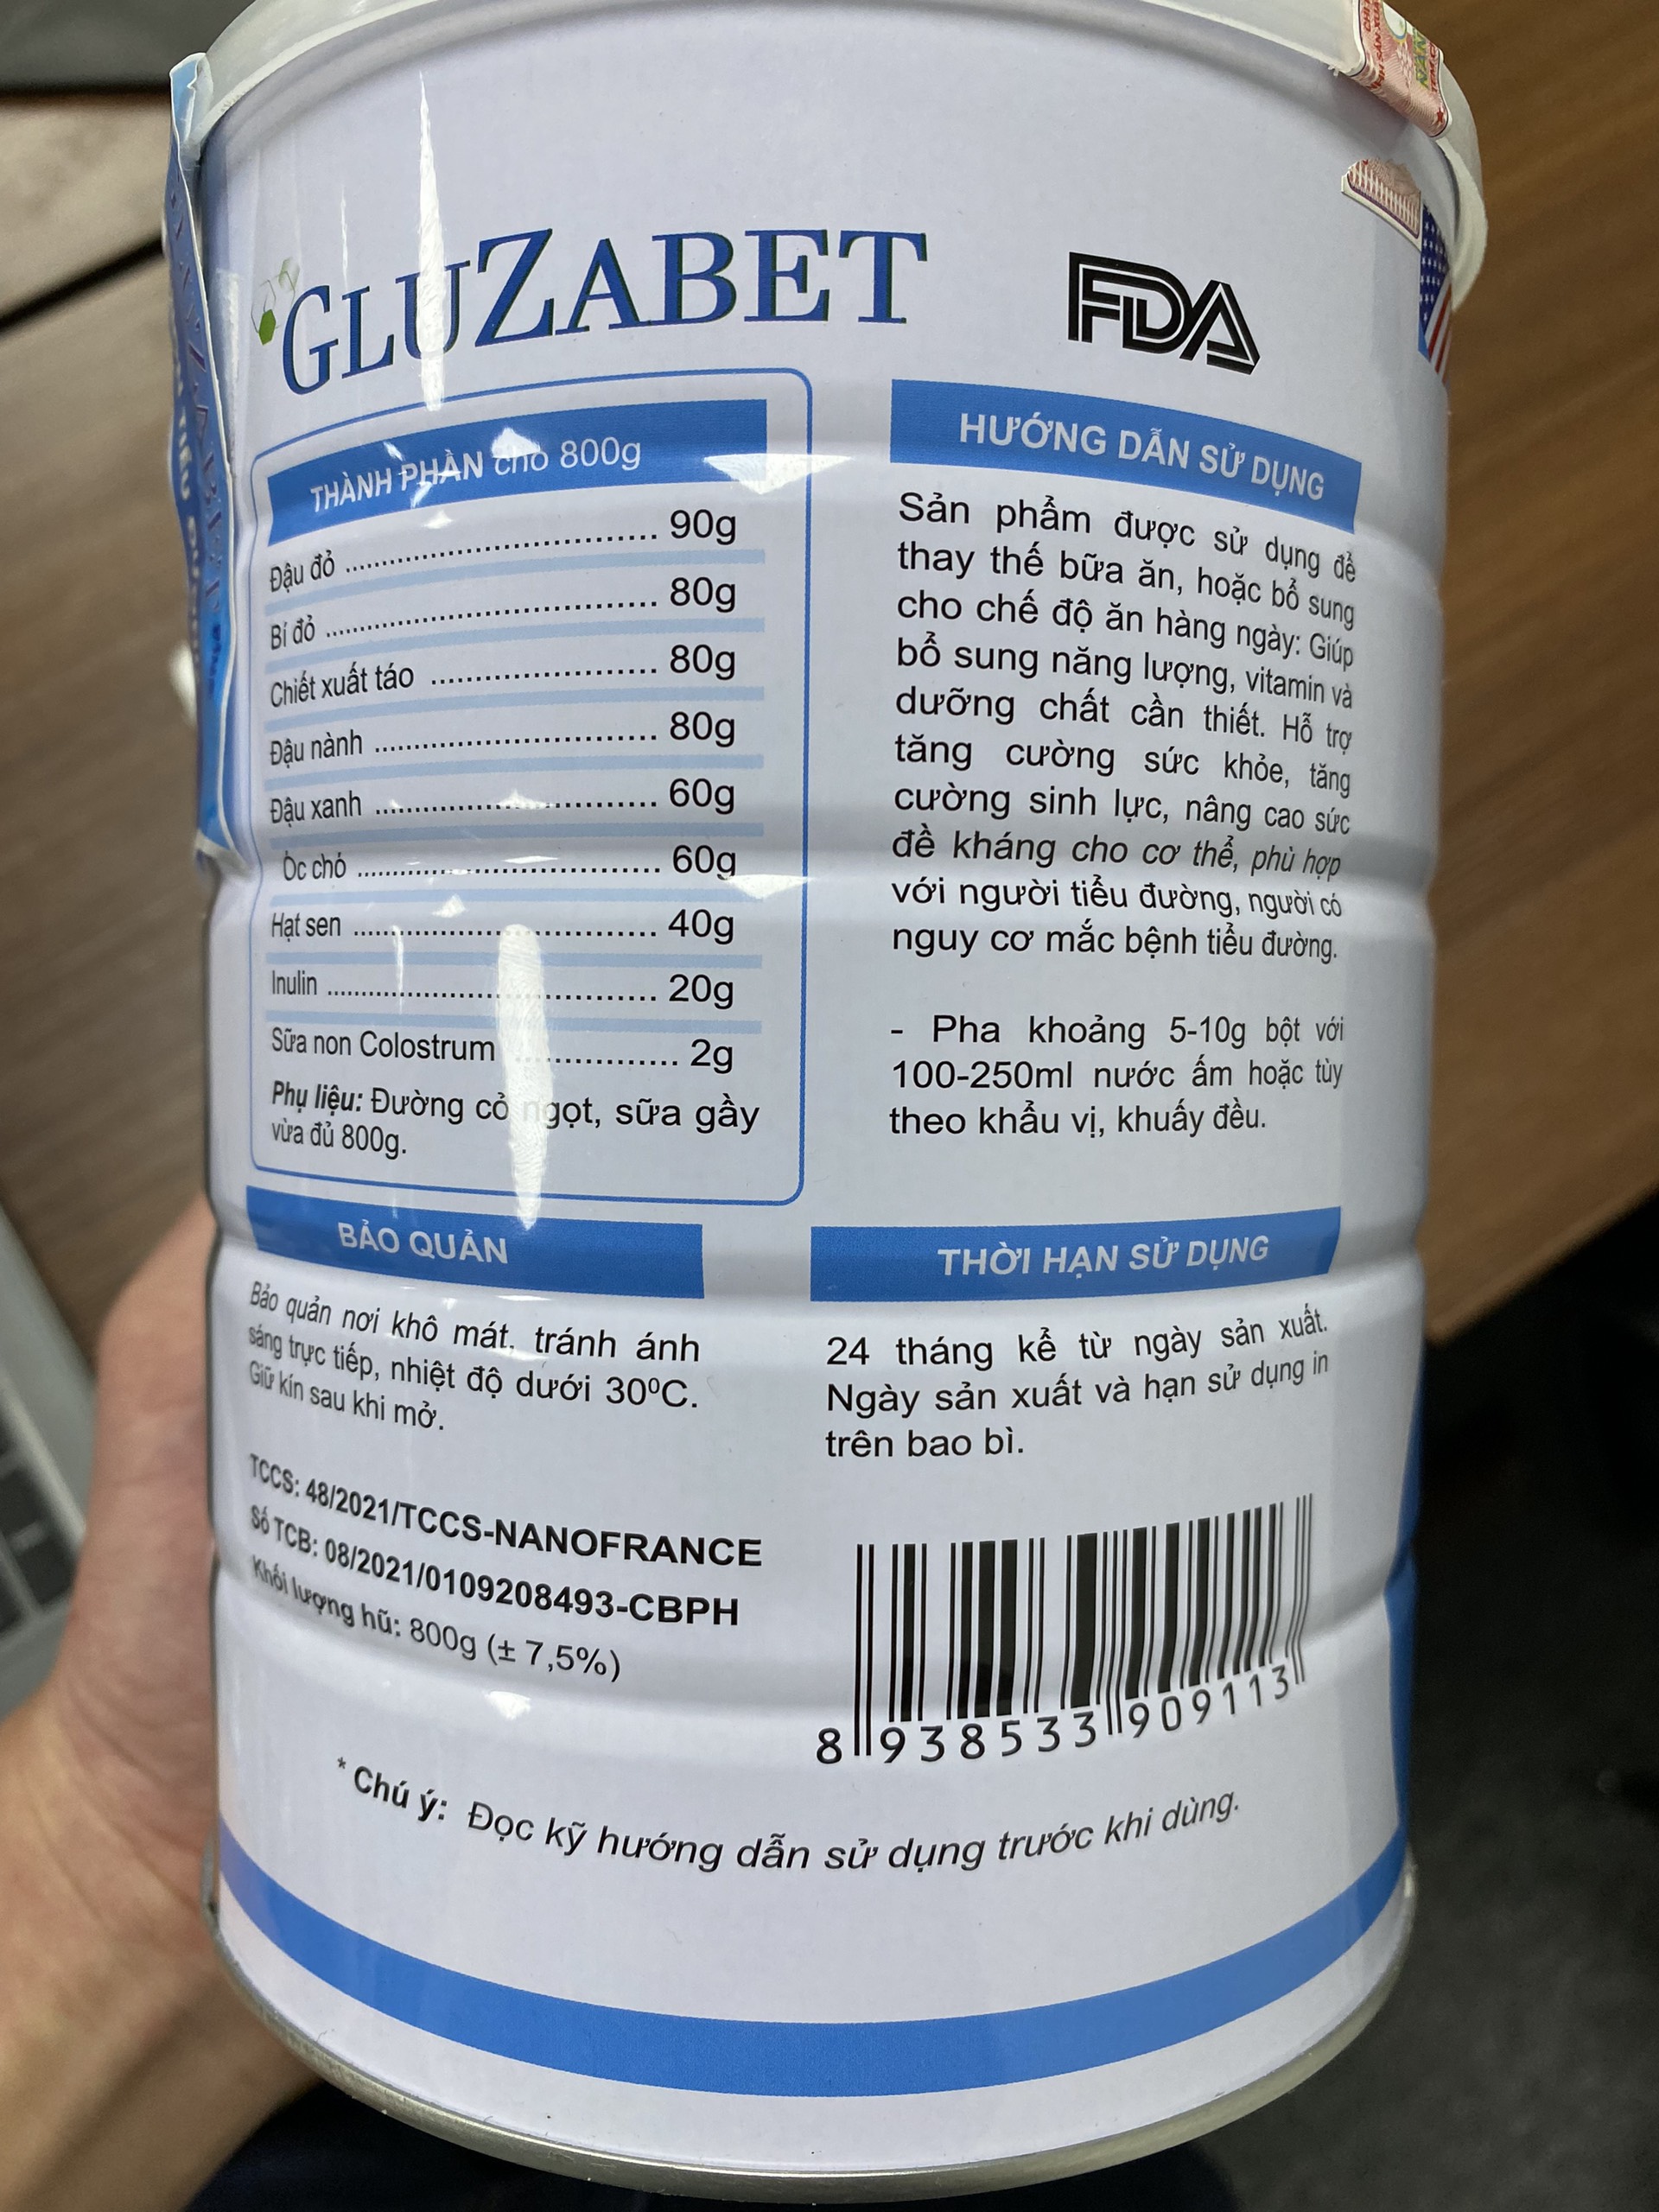 GLUZABET
FDA
THÀNH PHẦN cho 800g
Đậu đỏ ............ 90g
Bí đỏ ............ 80g
Chiết xuất táo ............ 80g
Đậu nành ............ 80g
Đậu xanh ............ 60g
Óc chó ............ 60g
Hạt sen ............ 40g
Inulin ............ 20g
Sữa non Colostrum ............ 2g
Phụ liệu: Đường cỏ ngọt, sữa gầy
vừa đủ 800g.
HƯỚNG DẪN SỬ DỤNG
Sản phẩm được sử dụng để
thay thế bữa ăn, hoặc bổ sung
cho chế độ ăn hàng ngày: Giúp
bổ sung năng lượng, vitamin và
dưỡng chất cần thiết. Hỗ trợ
tăng cường sức khỏe, tăng
cường sinh lực, nâng cao sức
đề kháng cho cơ thể, phù hợp
với người tiểu đường, người có
nguy cơ mắc bệnh tiểu đường.
- Pha khoảng 5-10g bột với
100-250ml nước ấm hoặc tùy
theo khẩu vị, khuấy đều.
BẢO QUẢN
Bảo quản nơi khô mát, tránh ánh
sáng trực tiếp, nhiệt độ dưới 30⁰C.
Giữ kín sau khi mở.
THỜI HẠN SỬ DỤNG
24 tháng kể từ ngày sản xuất.
Ngày sản xuất và hạn sử dụng in
trên bao bì.
TCCS: 48/2021/TCCS-NANOFRANCE
Số TCB: 08/2021/0109208493-CBPH
Khối lượng hũ: 800g (± 7,5%)
8 938533 909113
* Chú ý: Đọc kỹ hướng dẫn sử dụng trước khi dùng.